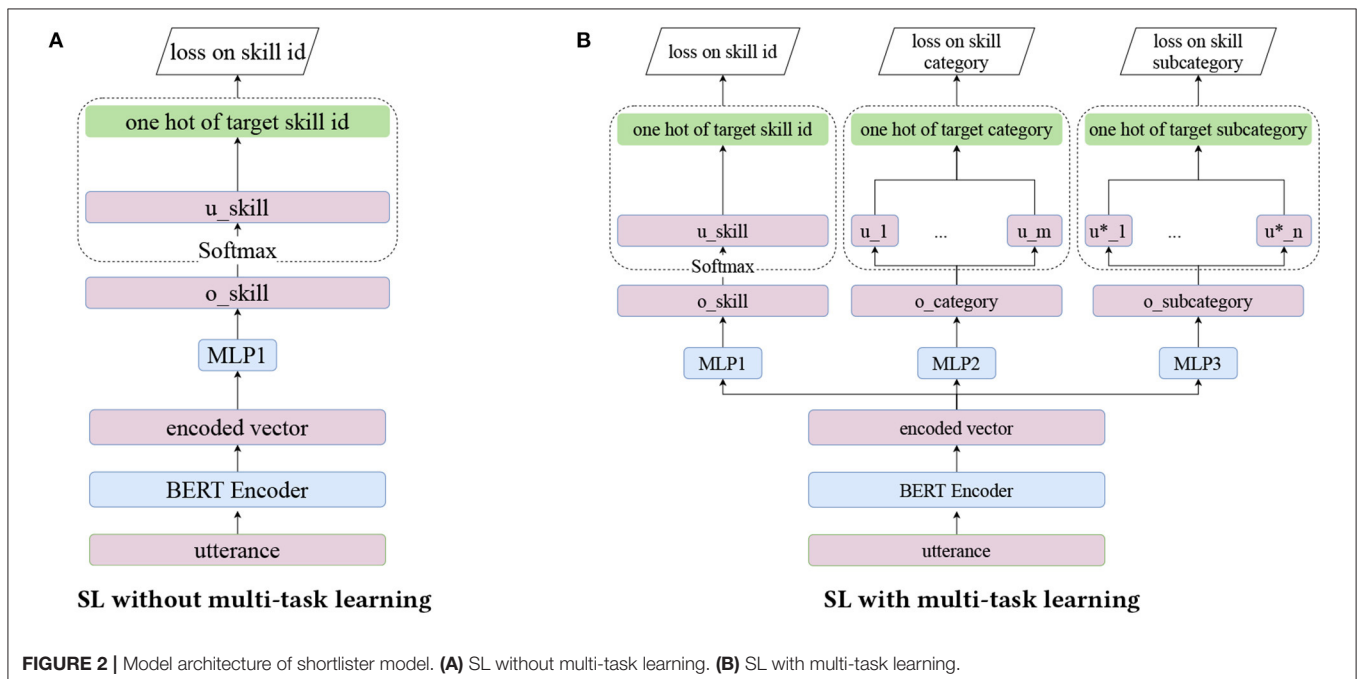 A
loss on skill id
one hot of target skill id
u_skill
Softmax
o_skill
MLP1
encoded vector
BERT Encoder
utterance
SL without multi-task learning
B
loss on skill id
loss on skill
category
loss on skill
subcategory
one hot of target skill id
one hot of target category
one hot of target subcategory
u_skill
u_1
...
u_m
u*_1
...
u*_n
Softmax
o_skill
o_category
o_subcategory
MLP1
MLP2
MLP3
encoded vector
BERT Encoder
utterance
SL with multi-task learning
FIGURE 2 | Model architecture of shortlister model. (A) SL without multi-task learning. (B) SL with multi-task learning.